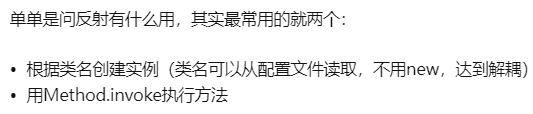 单单是问反射有什么用，其实最常用的就两个：
• 根据类名创建实例（类名可以从配置文件读取，不用new，达到解耦）
• 用Method.invoke执行方法